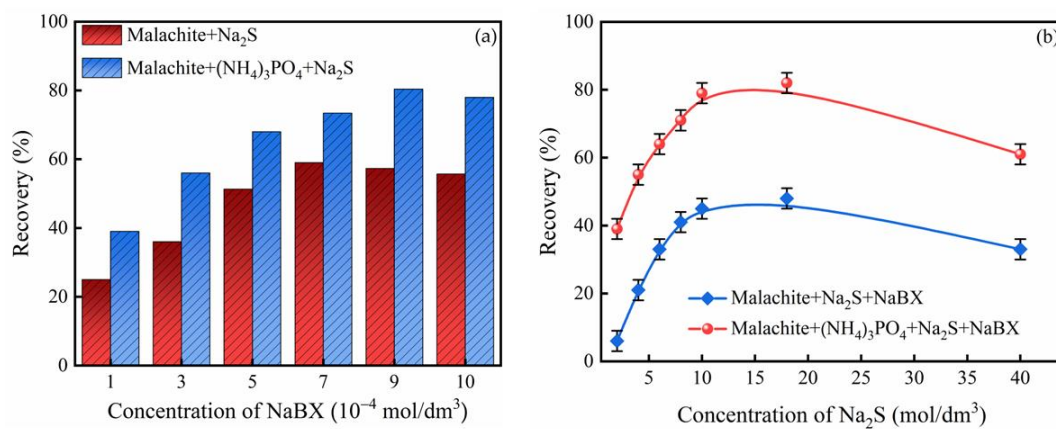 (a)
Malachite+Na₂S
Malachite+(NH₄)₃PO₄+Na₂S
100
80
60
40
20
0
Recovery (%)
1 3 5 7 9 10
Concentration of NaBX (10⁻⁴ mol/dm³)
(b)
100
80
60
40
20
0
Recovery (%)
Malachite+Na₂S+NaBX
Malachite+(NH₄)₃PO₄+Na₂S+NaBX
5 10 15 20 25 30 35 40
Concentration of Na₂S (mol/dm³)